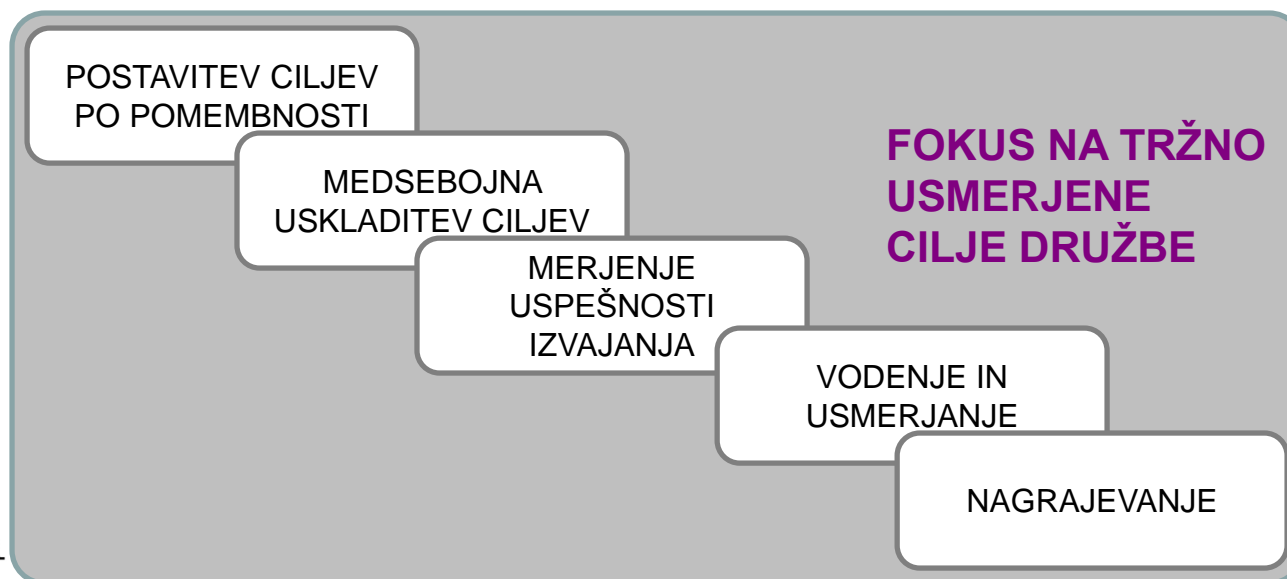 POSTAVITEV CILJEV
PO POMEMBNOSTI
MEDSEBOJNA
USKLADITEV CILJEV
FOKUS NA TRŽNO
USMERJENE
CILJE DRUŽBE
MERJENJE
USPEŠNOSTI
IZVAJANJA
VODENJE IN
USMERJANJE
NAGRAJEVANJE